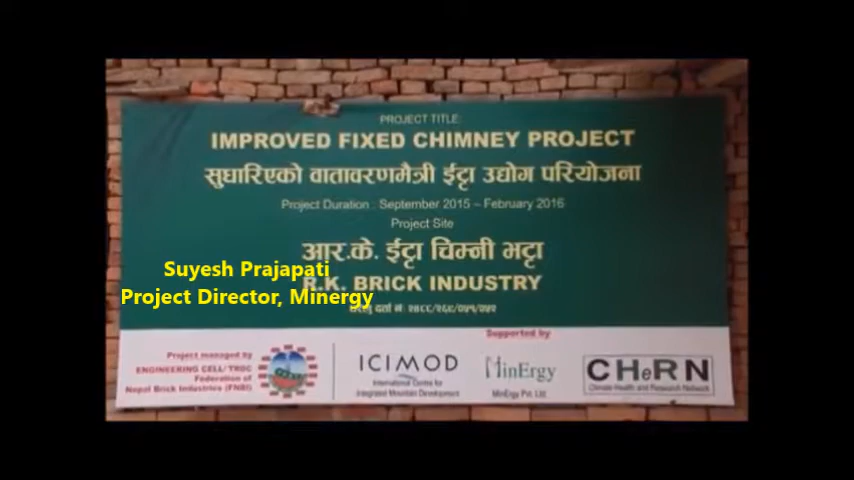 PROJECT TITLE:
IMPROVED FIXED CHIMNEY PROJECT
सुधारिएको वातावरणमैत्री ईट्टा उद्योग परियोजना
Project Duration : September 2015 – February 2016
Project Site
आर.के. ईट्टा चिम्नी भट्टा
Suyesh Prajapati
R.K. BRICK INDUSTRY
Project Director, Minergy
Supported by
Project managed by
ENGINEERING CELL/ TRDC
Federation of
Nepal Brick Industries (FNBI)
ICIMOD
International Centre for
Integrated Mountain Development
MinErgy
MinErgy Pvt. Ltd.
CHeRN
Climate Health and Research Network